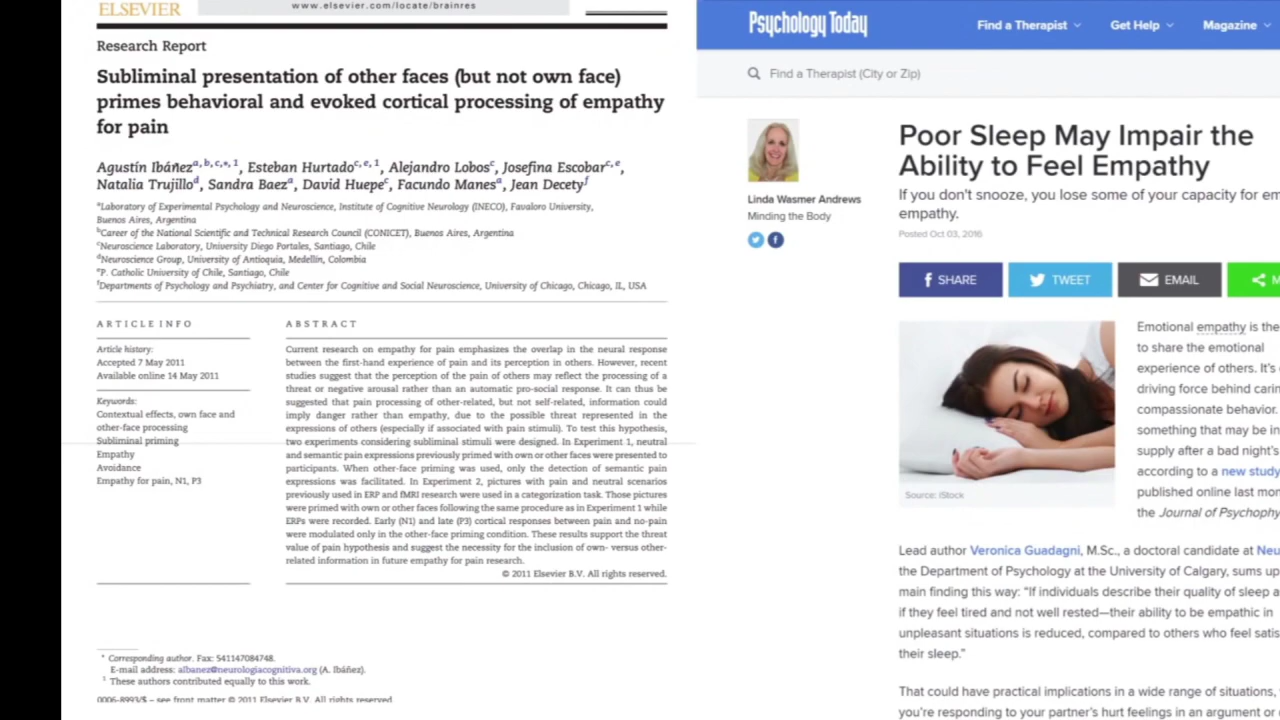 ELSEVIER
www.elsevier.com/locate/brainres
Research Report
Subliminal presentation of other faces (but not own face)
primes behavioral and evoked cortical processing of empathy
for pain
Agustín Ibáñez a, b, c, *, 1, Esteban Hurtado c, e, 1, Alejandro Lobos c, Josefina Escobar c, e,
Natalia Trujillo d, Sandra Baez a, David Huepe c, Facundo Manes a, Jean Decety f
a Laboratory of Experimental Psychology and Neuroscience, Institute of Cognitive Neurology (INECO), Favaloro University,
Buenos Aires, Argentina
b Career of the National Scientific and Technical Research Council (CONICET), Buenos Aires, Argentina
c Neuroscience Laboratory, University Diego Portales, Santiago, Chile
d Neuroscience Group, University of Antioquia, Medellín, Colombia
e P. Catholic University of Chile, Santiago, Chile
f Departments of Psychology and Psychiatry, and Center for Cognitive and Social Neuroscience, University of Chicago, Chicago, IL, USA
ARTICLE INFO
Article history:
Accepted 7 May 2011
Available online 14 May 2011
Keywords:
Contextual effects, own face and
other-face processing
Subliminal priming
Empathy
Avoidance
Empathy for pain, N1, P3
ABSTRACT
Current research on empathy for pain emphasizes the overlap in the neural response
between the first-hand experience of pain and its perception in others. However, recent
studies suggest that the perception of the pain of others may reflect the processing of a
threat or negative arousal rather than an automatic pro-social response. It can thus be
suggested that pain processing of other-related, but not self-related, information could
imply danger rather than empathy, due to the possible threat represented in the
expressions of others (especially if associated with pain stimuli). To test this hypothesis,
two experiments considering subliminal stimuli were designed. In Experiment 1, neutral
and semantic pain expressions previously primed with own or other faces were presented to
participants. When other-face priming was used, only the detection of semantic pain
expressions was facilitated. In Experiment 2, pictures with pain and neutral scenarios
previously used in ERP and fMRI research were used in a categorization task. Those pictures
were primed with own or other faces following the same procedure as in Experiment 1 while
ERPs were recorded. Early (N1) and late (P3) cortical responses between pain and no-pain
were modulated only in the other-face priming condition. These results support the threat
value of pain hypothesis and suggest the necessity for the inclusion of own- versus other-
related information in future empathy for pain research.
© 2011 Elsevier B.V. All rights reserved.
* Corresponding author. Fax: 541147084748.
E-mail address: aibanez@neurologiacognitiva.org (A. Ibáñez).
1 These authors contributed equally to this work.
0006-8993/$ – see front matter © 2011 Elsevier B.V. All rights reserved
Psychology Today
Find a Therapist
Get Help
Magazine
Find a Therapist (City or Zip)
Linda Wasmer Andrews
Minding the Body
Poor Sleep May Impair the
Ability to Feel Empathy
If you don't snooze, you lose some of your capacity for em
empathy.
Posted Oct 03, 2016
SHARE
TWEET
EMAIL
M
Source: iStock
Emotional empathy is the
to share the emotional
experience of others. It's
driving force behind carin
compassionate behavior.
something that may be in
supply after a bad night's
according to a new study
published online last mon
the Journal of Psychophy
Lead author Veronica Guadagni, M.Sc., a doctoral candidate at Neu
the Department of Psychology at the University of Calgary, sums up
main finding this way: “If individuals describe their quality of sleep a
if they feel tired and not well rested—their ability to be empathic in
unpleasant situations is reduced, compared to others who feel satis
their sleep.”
That could have practical implications in a wide range of situations,
you're responding to your partner's hurt feelings in an argument or